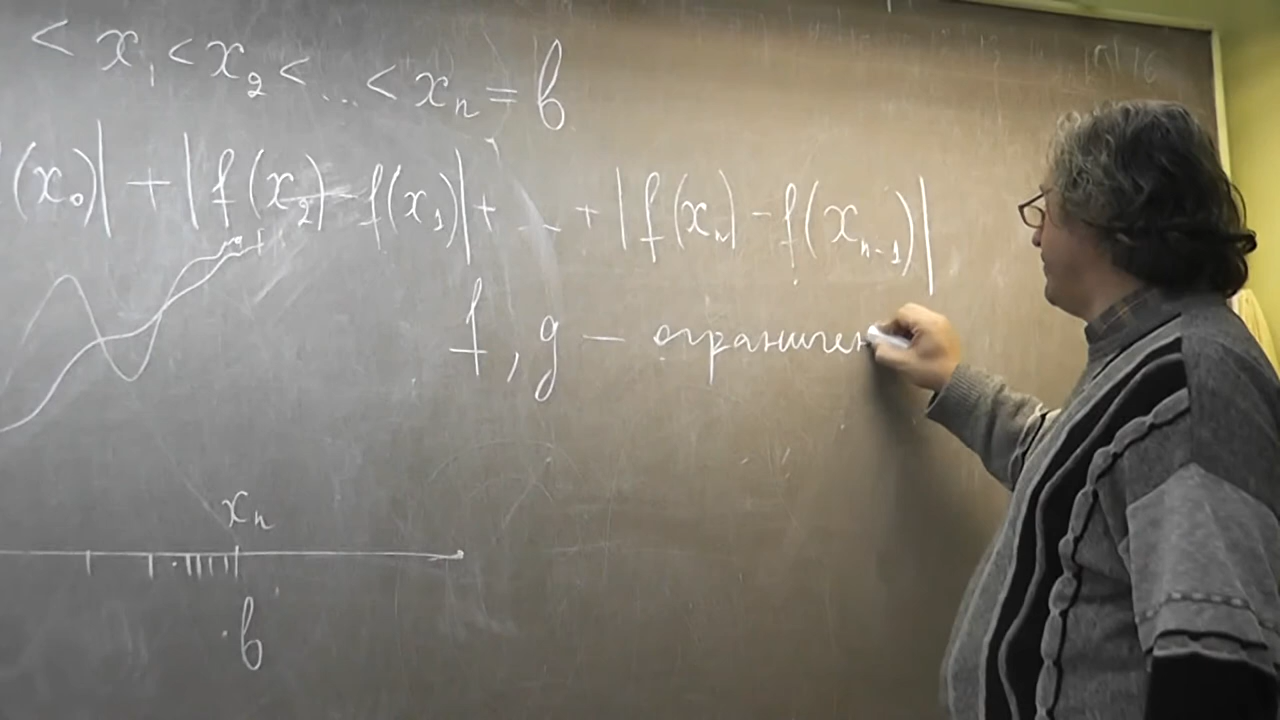 < x₁ < x₂ < ... < xₙ = b
(x₀)| + |f(x₂) - f(x₁)| + ... + |f(xₙ) - f(xₙ₋₁)|
f, g — ограничен
xₙ
b